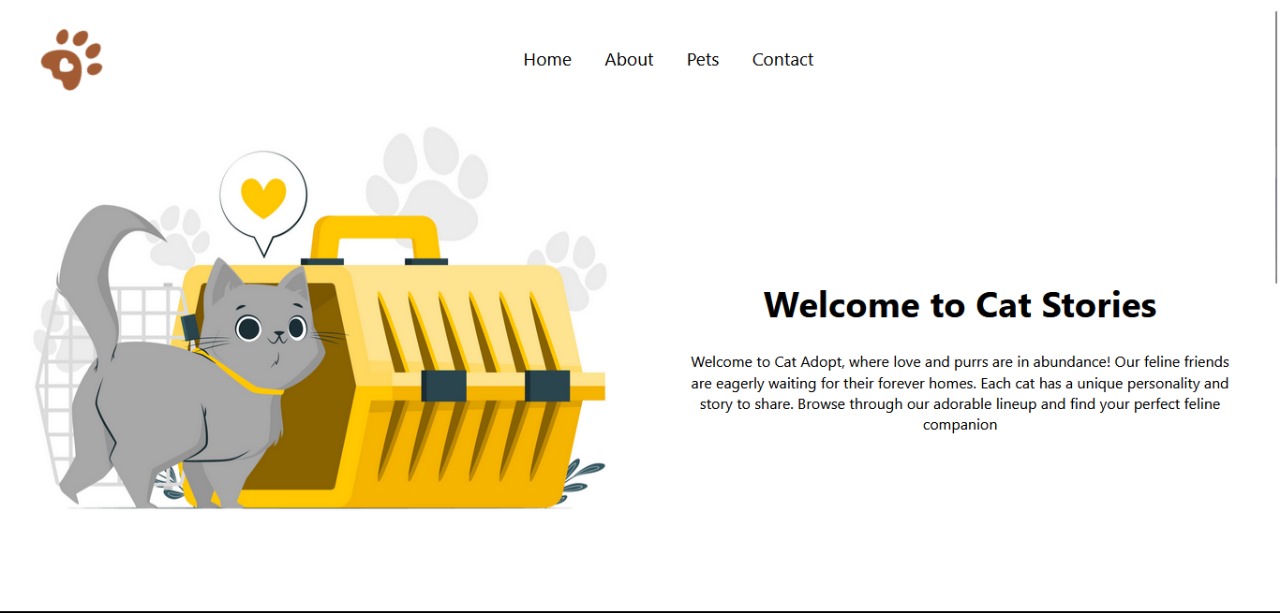 Home About Pets Contact
Welcome to Cat Stories
Welcome to Cat Adopt, where love and purrs are in abundance! Our feline friends
are eagerly waiting for their forever homes. Each cat has a unique personality and
story to share. Browse through our adorable lineup and find your perfect feline
companion